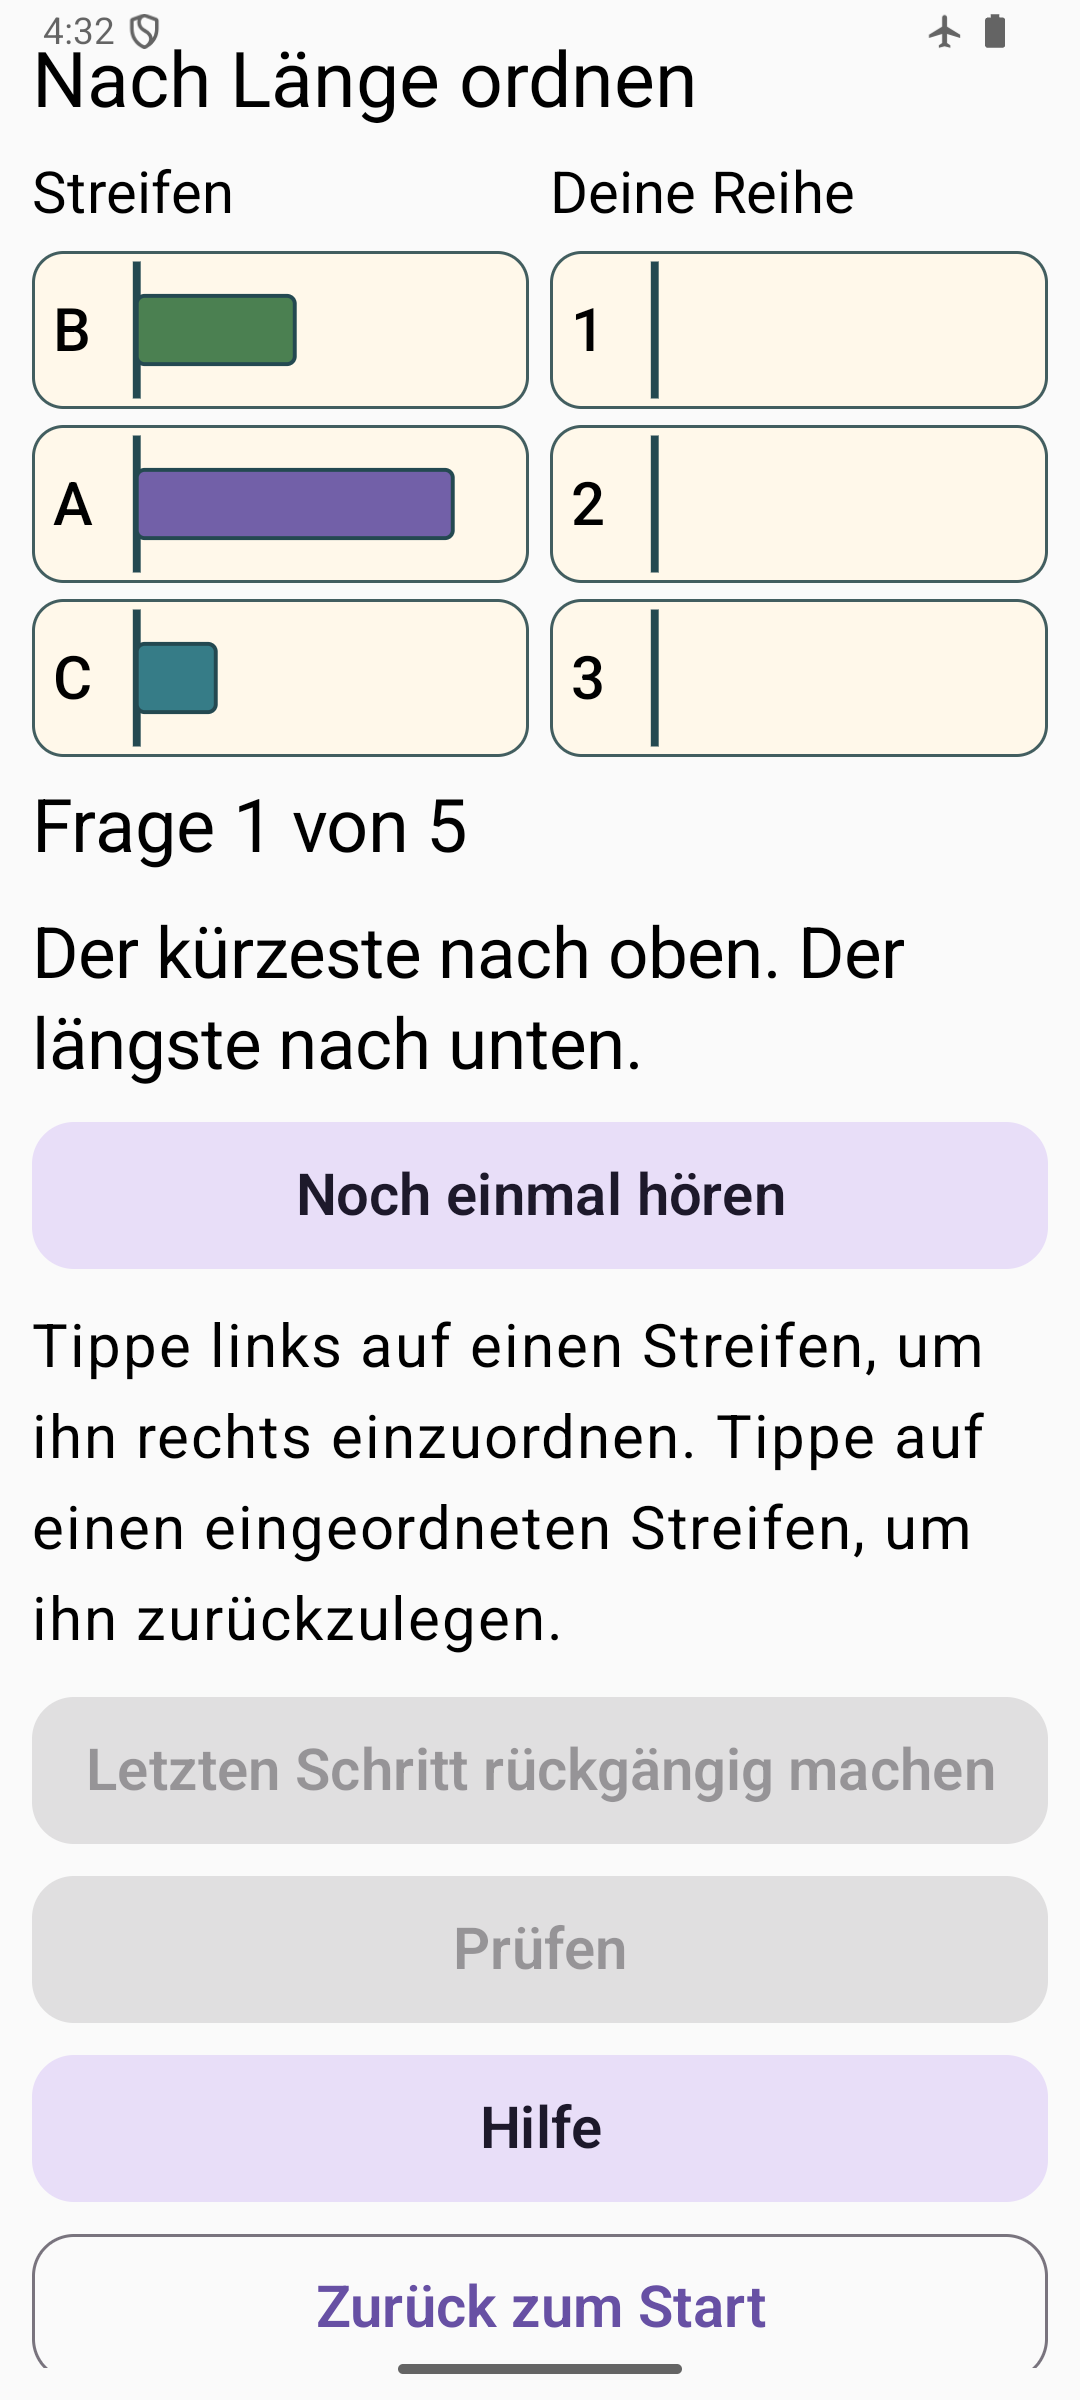 4:32
Nach Länge ordnen
Streifen
Deine Reihe
B
1
A
2
C
3
Frage 1 von 5
Der kürzeste nach oben. Der
längste nach unten.
Noch einmal hören
Tippe links auf einen Streifen, um
ihn rechts einzuordnen. Tippe auf
einen eingeordneten Streifen, um
ihn zurückzulegen.
Letzten Schritt rückgängig machen
Prüfen
Hilfe
Zurück zum Start